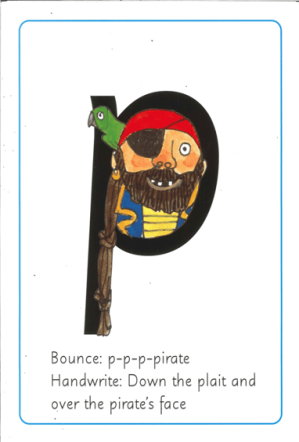 p
Bounce: p-p-p-pirate
Handwrite: Down the plait and
over the pirate's face